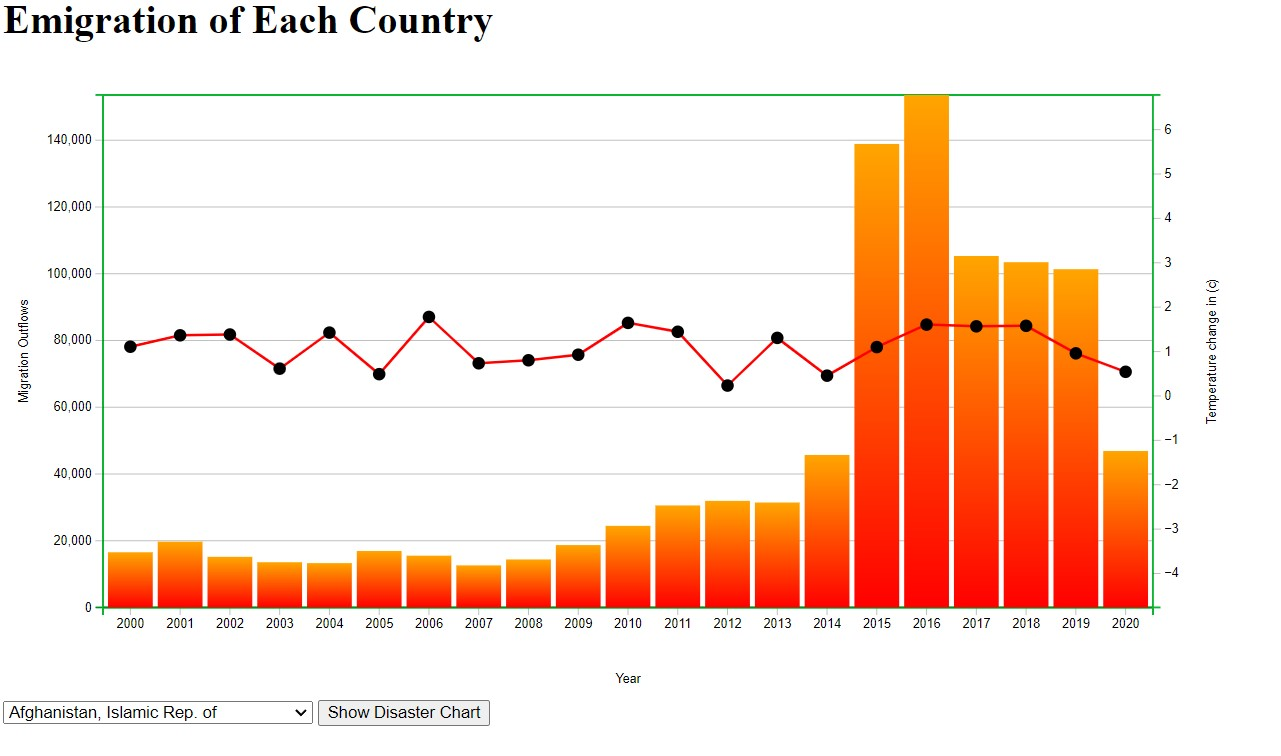 Emigration of Each Country
140,000
120,000
100,000
80,000
60,000
40,000
20,000
0
Migration Outflows
6
5
4
3
2
1
0
−1
−2
−3
−4
Temperature change in (c)
2000 2001 2002 2003 2004 2005 2006 2007 2008 2009 2010 2011 2012 2013 2014 2015 2016 2017 2018 2019 2020
Year
Afghanistan, Islamic Rep. of
Show Disaster Chart